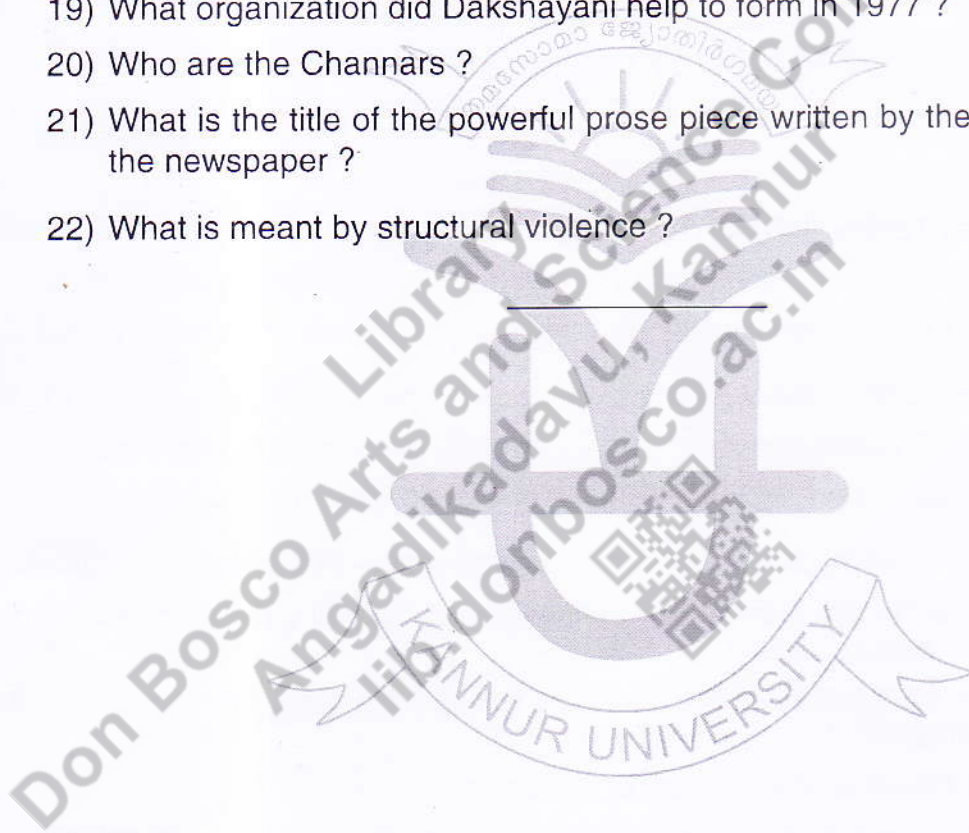 19) What organization did Dakshayani help to form in 1977 ?
20) Who are the Channars ?
21) What is the title of the powerful prose piece written by the
the newspaper ?
22) What is meant by structural violence ?
Library
Don Bosco Arts and Science
Angadikadavu, Kannur
lib.donbosco.ac.in
KANNUR UNIVERSITY